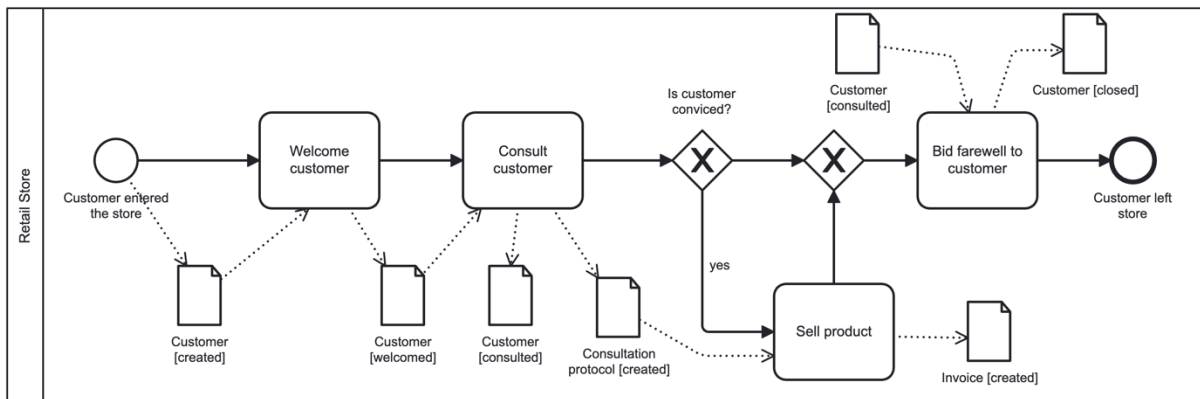 Retail Store
Customer entered
the store
Welcome
customer
Consult
customer
Is customer
conviced?
yes
Sell product
Bid farewell to
customer
Customer left
store
Customer
[created]
Customer
[welcomed]
Customer
[consulted]
Consultation
protocol [created]
Invoice [created]
Customer
[consulted]
Customer [closed]